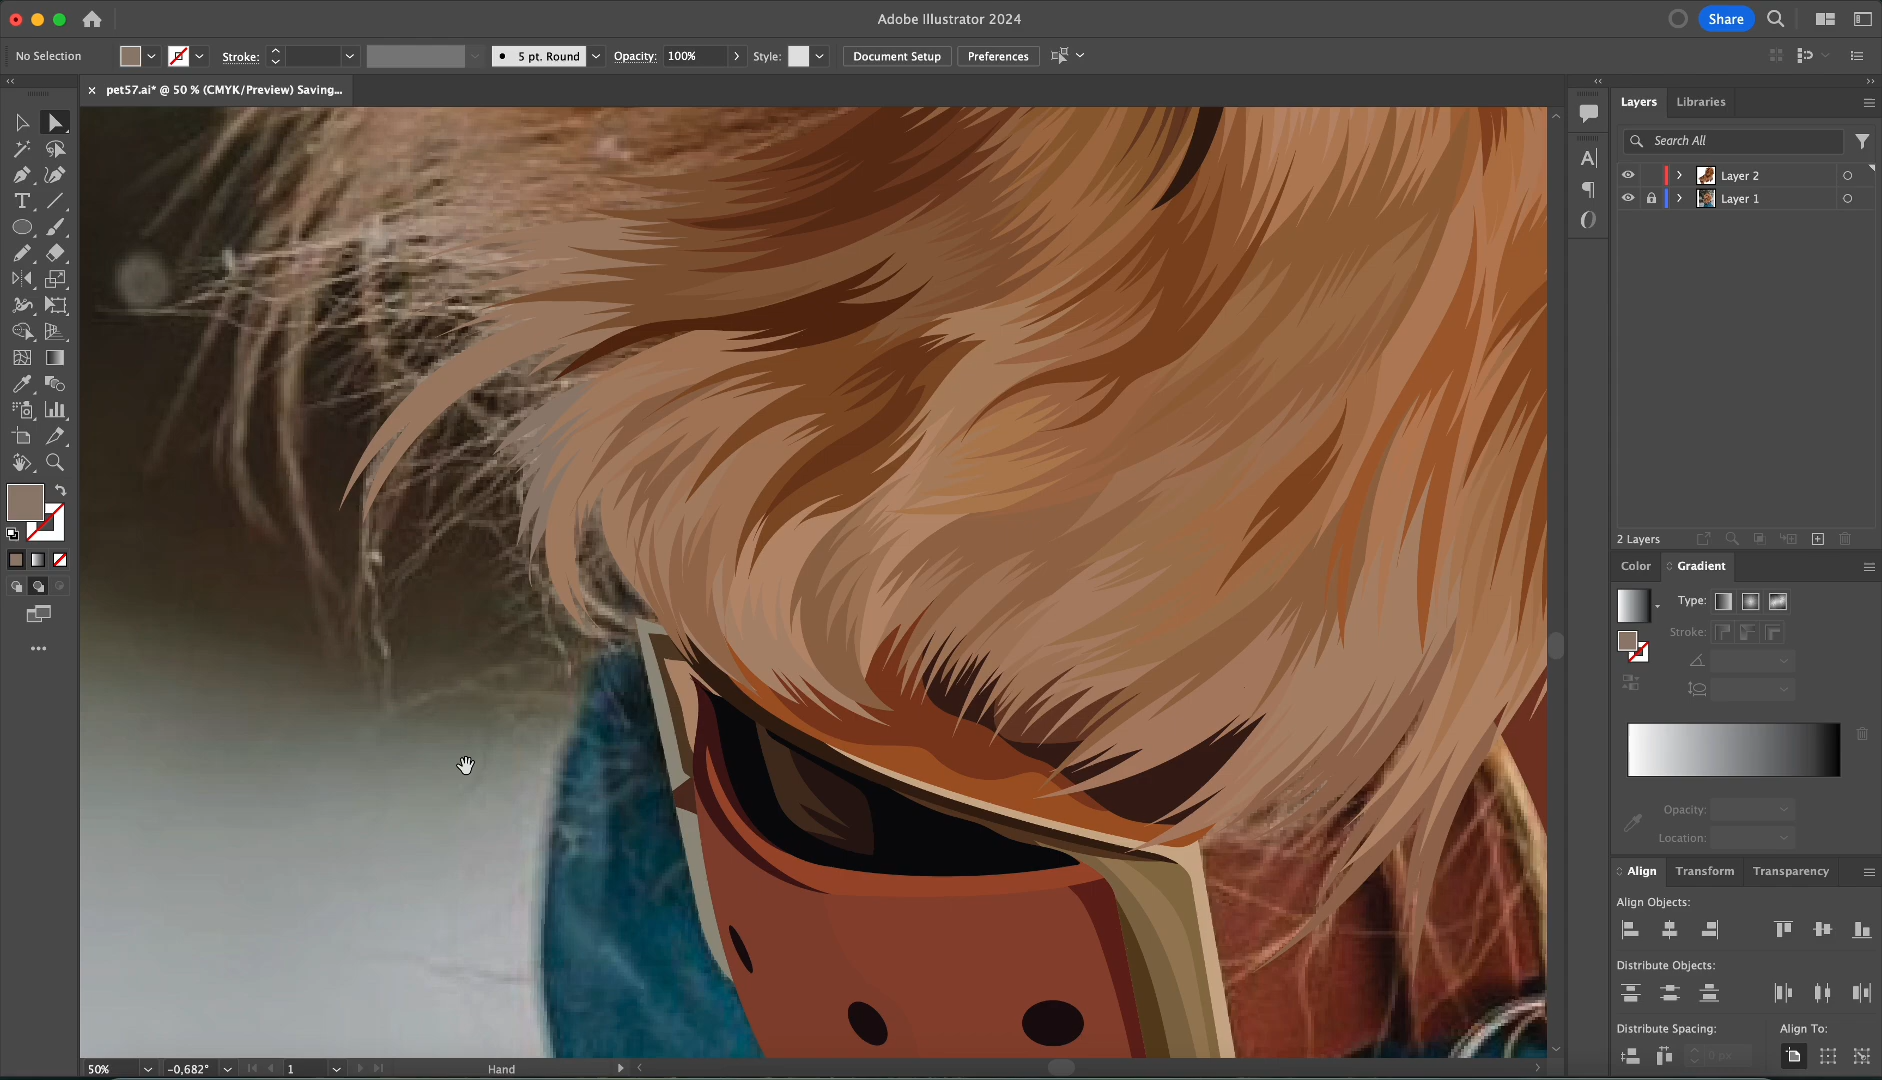 Adobe Illustrator 2024
Share
No Selection
Stroke:
5 pt. Round
Opacity:
100%
Style:
Document Setup
Preferences
pet57.ai* @ 50 % (CMYK/Preview) Saving...
Layers
Libraries
Search All
Layer 2
Layer 1
2 Layers
Color
Gradient
Type:
Stroke:
Opacity:
Location:
Align
Transform
Transparency
Align Objects:
Distribute Objects:
Distribute Spacing:
Align To:
0 px
50%
-0,682°
1
Hand